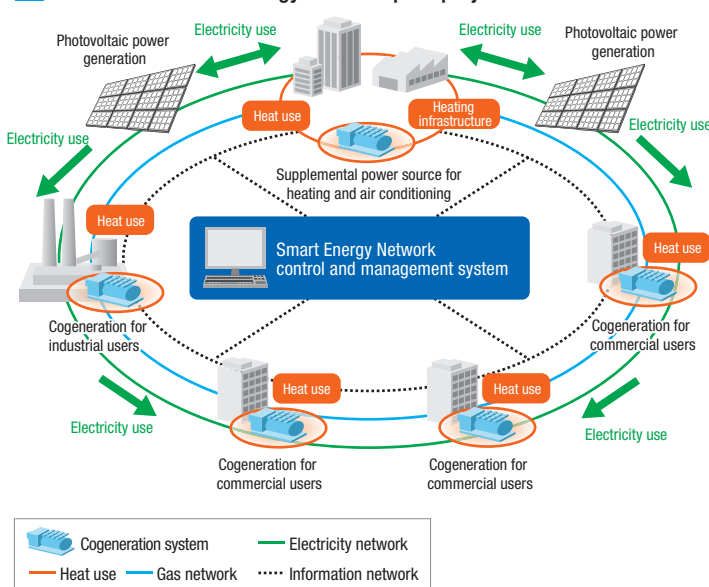 Electricity use
Electricity use
Photovoltaic power
generation
Photovoltaic power
generation
Heat use
Heating
infrastructure
Electricity use
Electricity use
Supplemental power source for
heating and air conditioning
Heat use
Heat use
Smart Energy Network
control and management system
Cogeneration for
industrial users
Cogeneration for
commercial users
Heat use
Heat use
Electricity use
Electricity use
Cogeneration for
commercial users
Cogeneration for
commercial users
Cogeneration system
Electricity network
Heat use
Gas network
Information network